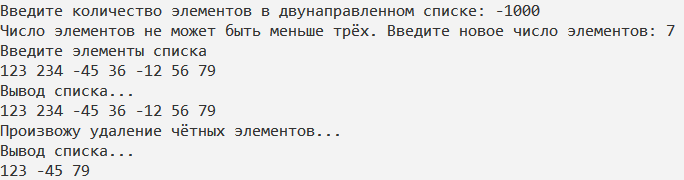 Введите количество элементов в двунаправленном списке: -1000
Число элементов не может быть меньше трёх. Введите новое число элементов: 7
Введите элементы списка
123 234 -45 36 -12 56 79
Вывод списка...
123 234 -45 36 -12 56 79
Произвожу удаление чётных элементов...
Вывод списка...
123 -45 79